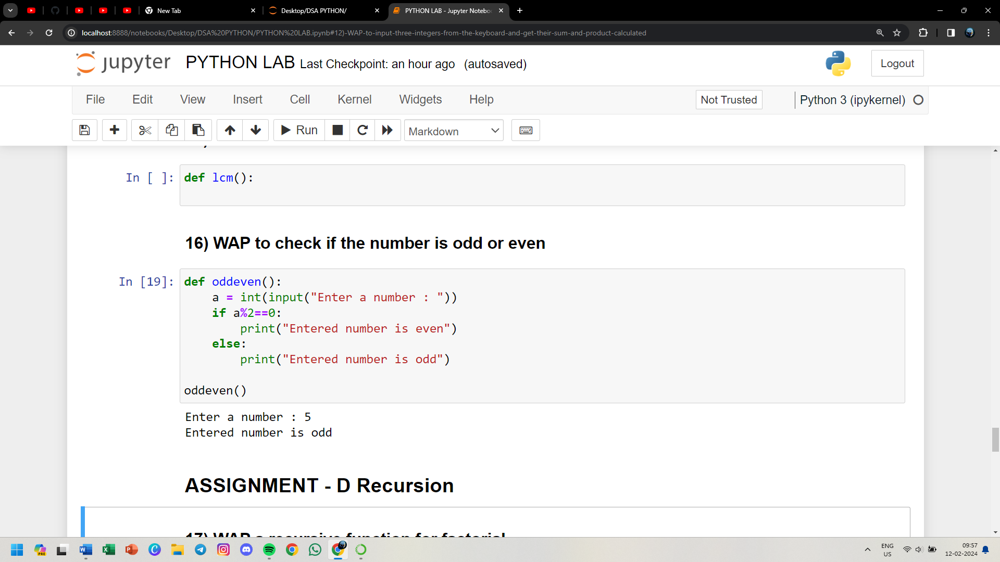 New Tab
Desktop/DSA PYTHON/
PYTHON LAB - Jupyter Notebo
localhost:8888/notebooks/Desktop/DSA%20PYTHON/PYTHON%20LAB.ipynb#12)-WAP-to-input-three-integers-from-the-keyboard-and-get-their-sum-and-product-calculated
jupyter PYTHON LAB Last Checkpoint: an hour ago (autosaved)
Logout
File Edit View Insert Cell Kernel Widgets Help
Not Trusted
Python 3 (ipykernel)
Run
Markdown
In [ ]: def lcm():
16) WAP to check if the number is odd or even
In [19]: def oddeven():
    a = int(input("Enter a number : "))
    if a%2==0:
        print("Entered number is even")
    else:
        print("Entered number is odd")
oddeven()
Enter a number : 5
Entered number is odd
ASSIGNMENT - D Recursion
17) WAP a recursive function for factorial
PRE
ENG
US
09:57
12-02-2024